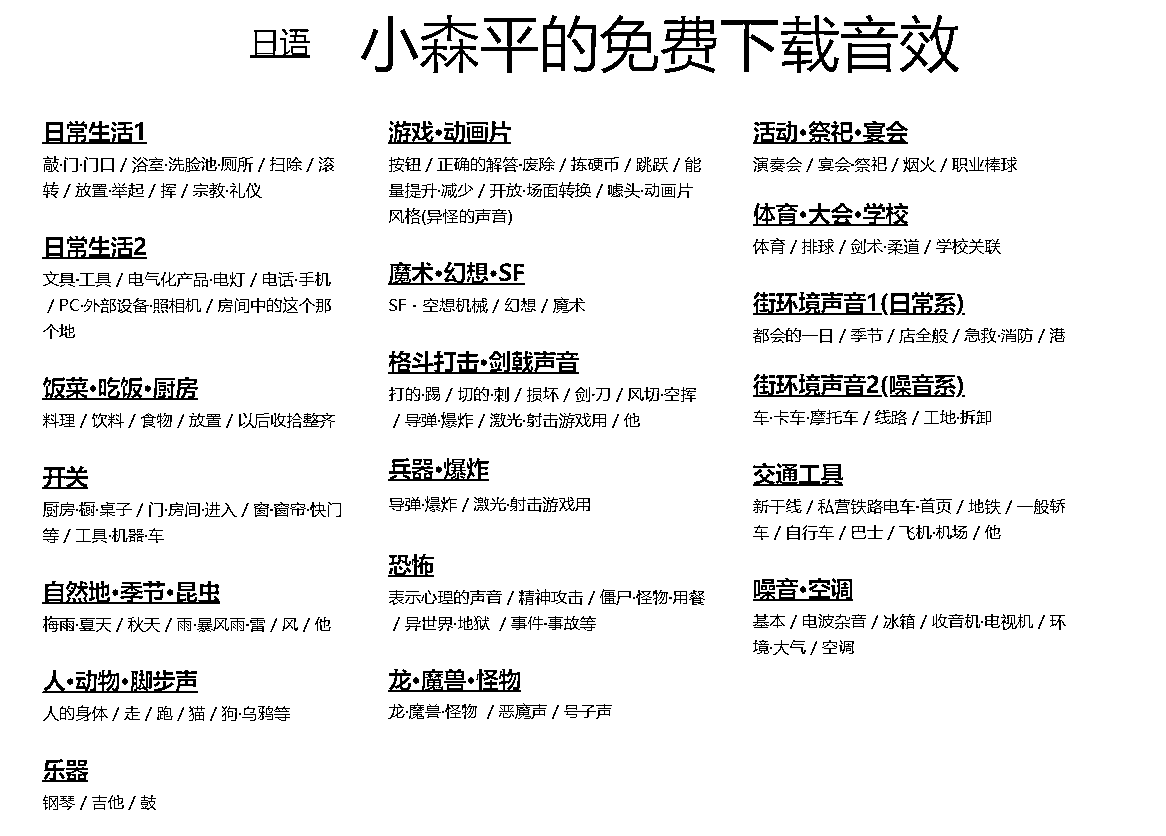 日语
小森平的免费下载音效
日常生活1
敲·门·门口 / 浴室·洗脸池·厕所 / 扫除 / 滚
转 / 放置·举起 / 挥 / 宗教·礼仪
日常生活2
文具·工具 / 电气化产品·电灯 / 电话·手机
/ PC·外部设备·照相机 / 房间中的这个那
个地
饭菜·吃饭·厨房
料理 / 饮料 / 食物 / 放置 / 以后收拾整齐
开关
厨房·橱·桌子 / 门·房间·进入 / 窗·窗帘·快门
等 / 工具·机器·车
自然地·季节·昆虫
梅雨·夏天 / 秋天 / 雨·暴风雨·雷 / 风 / 他
人·动物·脚步声
人的身体 / 走 / 跑 / 猫 / 狗·乌鸦等
乐器
钢琴 / 吉他 / 鼓
游戏·动画片
按钮 / 正确的解答·废除 / 拣硬币 / 跳跃 / 能
量提升·减少 / 开放·场面转换 / 噱头·动画片
风格(异怪的声音)
魔术·幻想·SF
SF・空想机械 / 幻想 / 魔术
格斗打击·剑戟声音
打的·踢 / 切的·刺 / 损坏 / 剑·刀 / 风切·空挥
/ 导弹·爆炸 / 激光·射击游戏用 / 他
兵器·爆炸
导弹·爆炸 / 激光·射击游戏用
恐怖
表示心理的声音 / 精神攻击 / 僵尸·怪物·用餐
/ 异世界·地狱 / 事件·事故等
龙·魔兽·怪物
龙·魔兽·怪物 / 恶魔声 / 号子声
活动·祭祀·宴会
演奏会 / 宴会·祭祀 / 烟火 / 职业棒球
体育·大会·学校
体育 / 排球 / 剑术·柔道 / 学校关联
街环境声音1(日常系)
都会的一日 / 季节 / 店全般 / 急救·消防 / 港
街环境声音2(噪音系)
车·卡车·摩托车 / 线路 / 工地·拆卸
交通工具
新干线 / 私营铁路电车·首页 / 地铁 / 一般轿
车 / 自行车 / 巴士 / 飞机·机场 / 他
噪音·空调
基本 / 电波杂音 / 冰箱 / 收音机·电视机 / 环
境·大气 / 空调